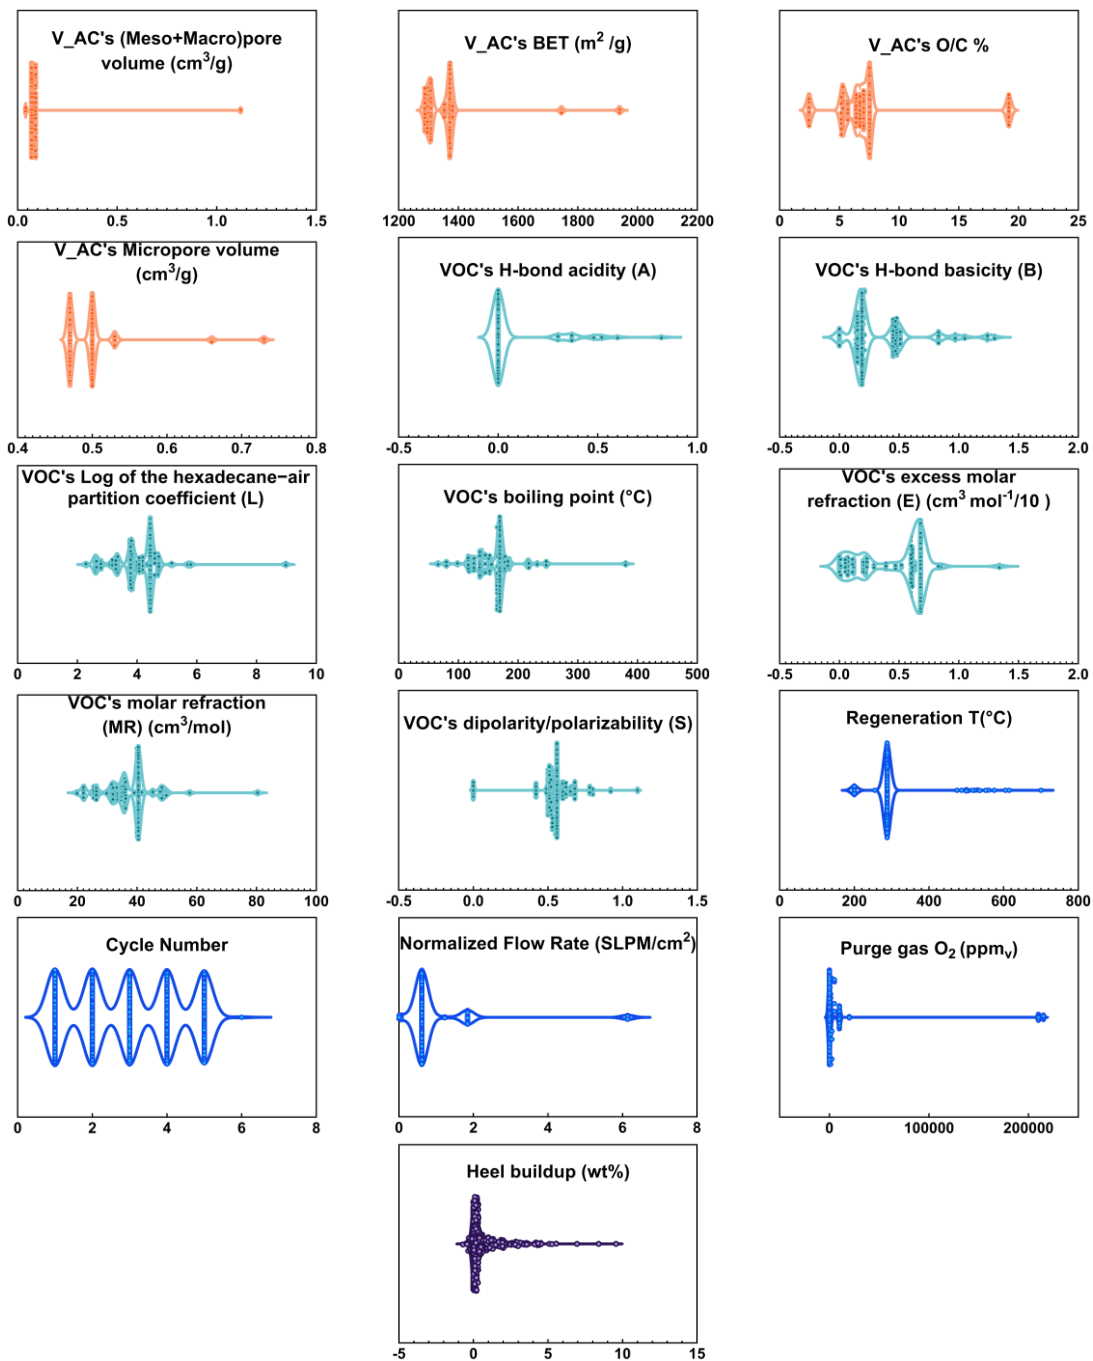 V_AC's (Meso+Macro)pore
volume (cm³/g)
0.0 0.5 1.0 1.5
V_AC's BET (m² /g)
1200 1400 1600 1800 2000 2200
V_AC's O/C %
0 5 10 15 20 25
V_AC's Micropore volume
(cm³/g)
0.4 0.5 0.6 0.7 0.8
VOC's H-bond acidity (A)
-0.5 0.0 0.5 1.0
VOC's H-bond basicity (B)
-0.5 0.0 0.5 1.0 1.5 2.0
VOC's Log of the hexadecane−air
partition coefficient (L)
0 2 4 6 8 10
VOC's boiling point (°C)
0 100 200 300 400 500
VOC's excess molar
refraction (E) (cm³ mol⁻¹/10 )
-0.5 0.0 0.5 1.0 1.5 2.0
VOC's molar refraction
(MR) (cm³/mol)
0 20 40 60 80 100
VOC's dipolarity/polarizability (S)
-0.5 0.0 0.5 1.0 1.5
Regeneration T(°C)
0 200 400 600 800
Cycle Number
0 2 4 6 8
Normalized Flow Rate (SLPM/cm²)
0 2 4 6 8
Purge gas O₂ (ppmᵥ)
0 100000 200000
Heel buildup (wt%)
-5 0 5 10 15